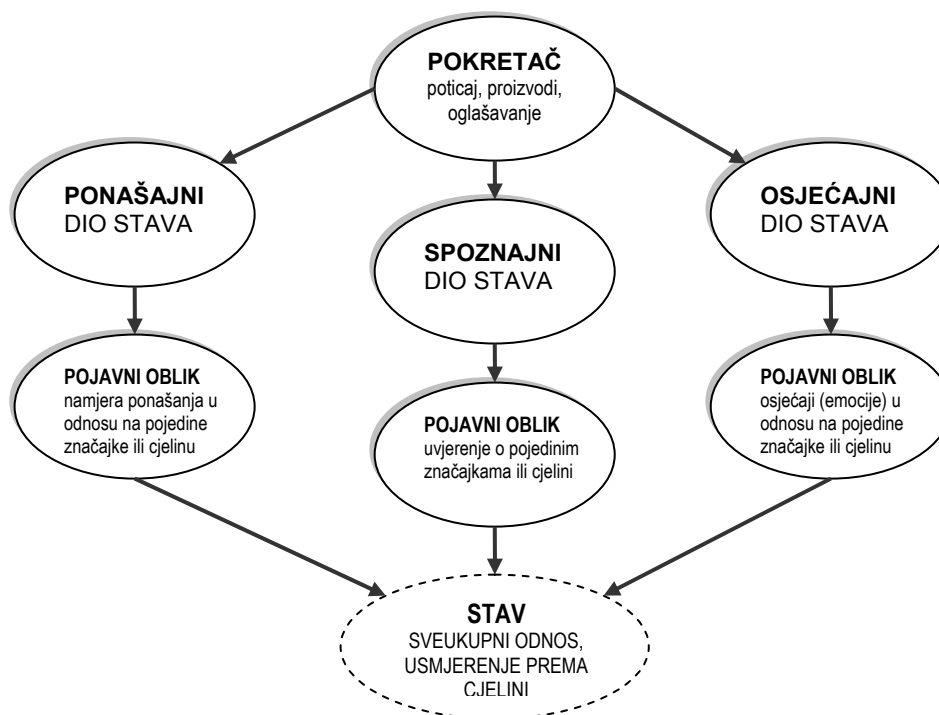 POKRETAČ
poticaj, proizvodi,
oglašavanje
PONAŠAJNI
DIO STAVA
SPOZNAJNI
DIO STAVA
OSJEĆAJNI
DIO STAVA
POJAVNI OBLIK
namjera ponašanja u
odnosu na pojedine
značajke ili cjelinu
POJAVNI OBLIK
uvjerenje o pojedinim
značajkama ili cjelini
POJAVNI OBLIK
osjećaji (emocije) u
odnosu na pojedine
značajke ili cjelinu
STAV
SVEUKUPNI ODNOS,
USMJERENJE PREMA
CJELINI